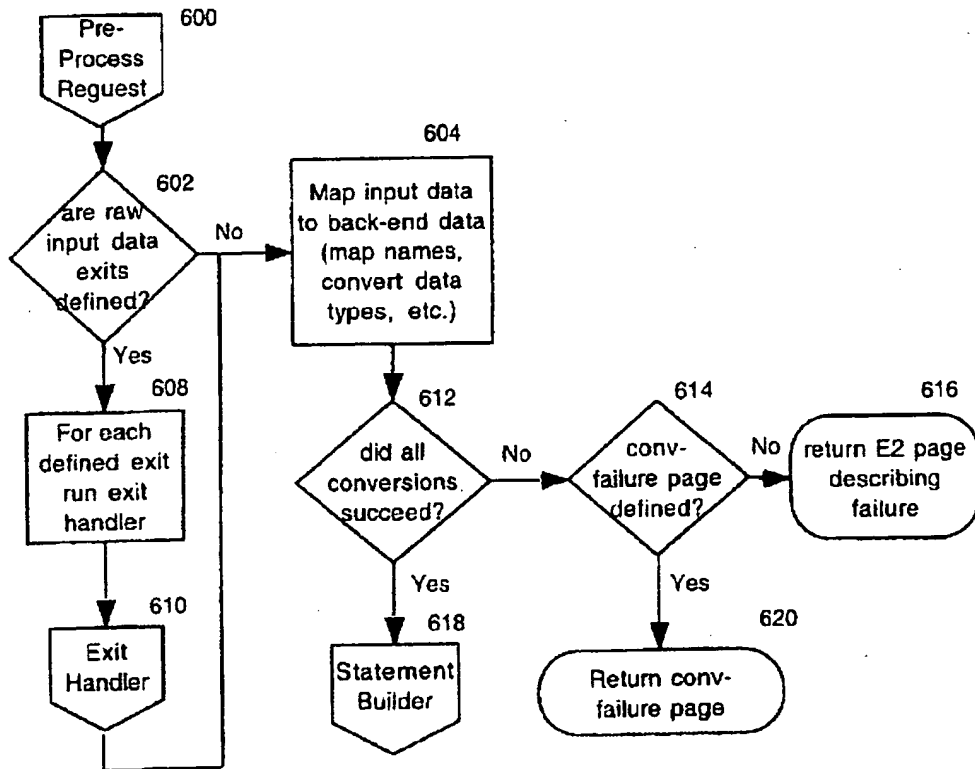 600
Pre-
Process
Reguest
602
are raw
input data
exits
defined?
No
Yes
604
Map input data
to back-end data
(map names,
convert data
types, etc.)
608
For each
defined exit
run exit
handler
610
Exit
Handler
612
did all
conversions
succeed?
No
Yes
614
conv-
failure page
defined?
No
Yes
616
return E2 page
describing
failure
618
Statement
Builder
620
Return conv-
failure page